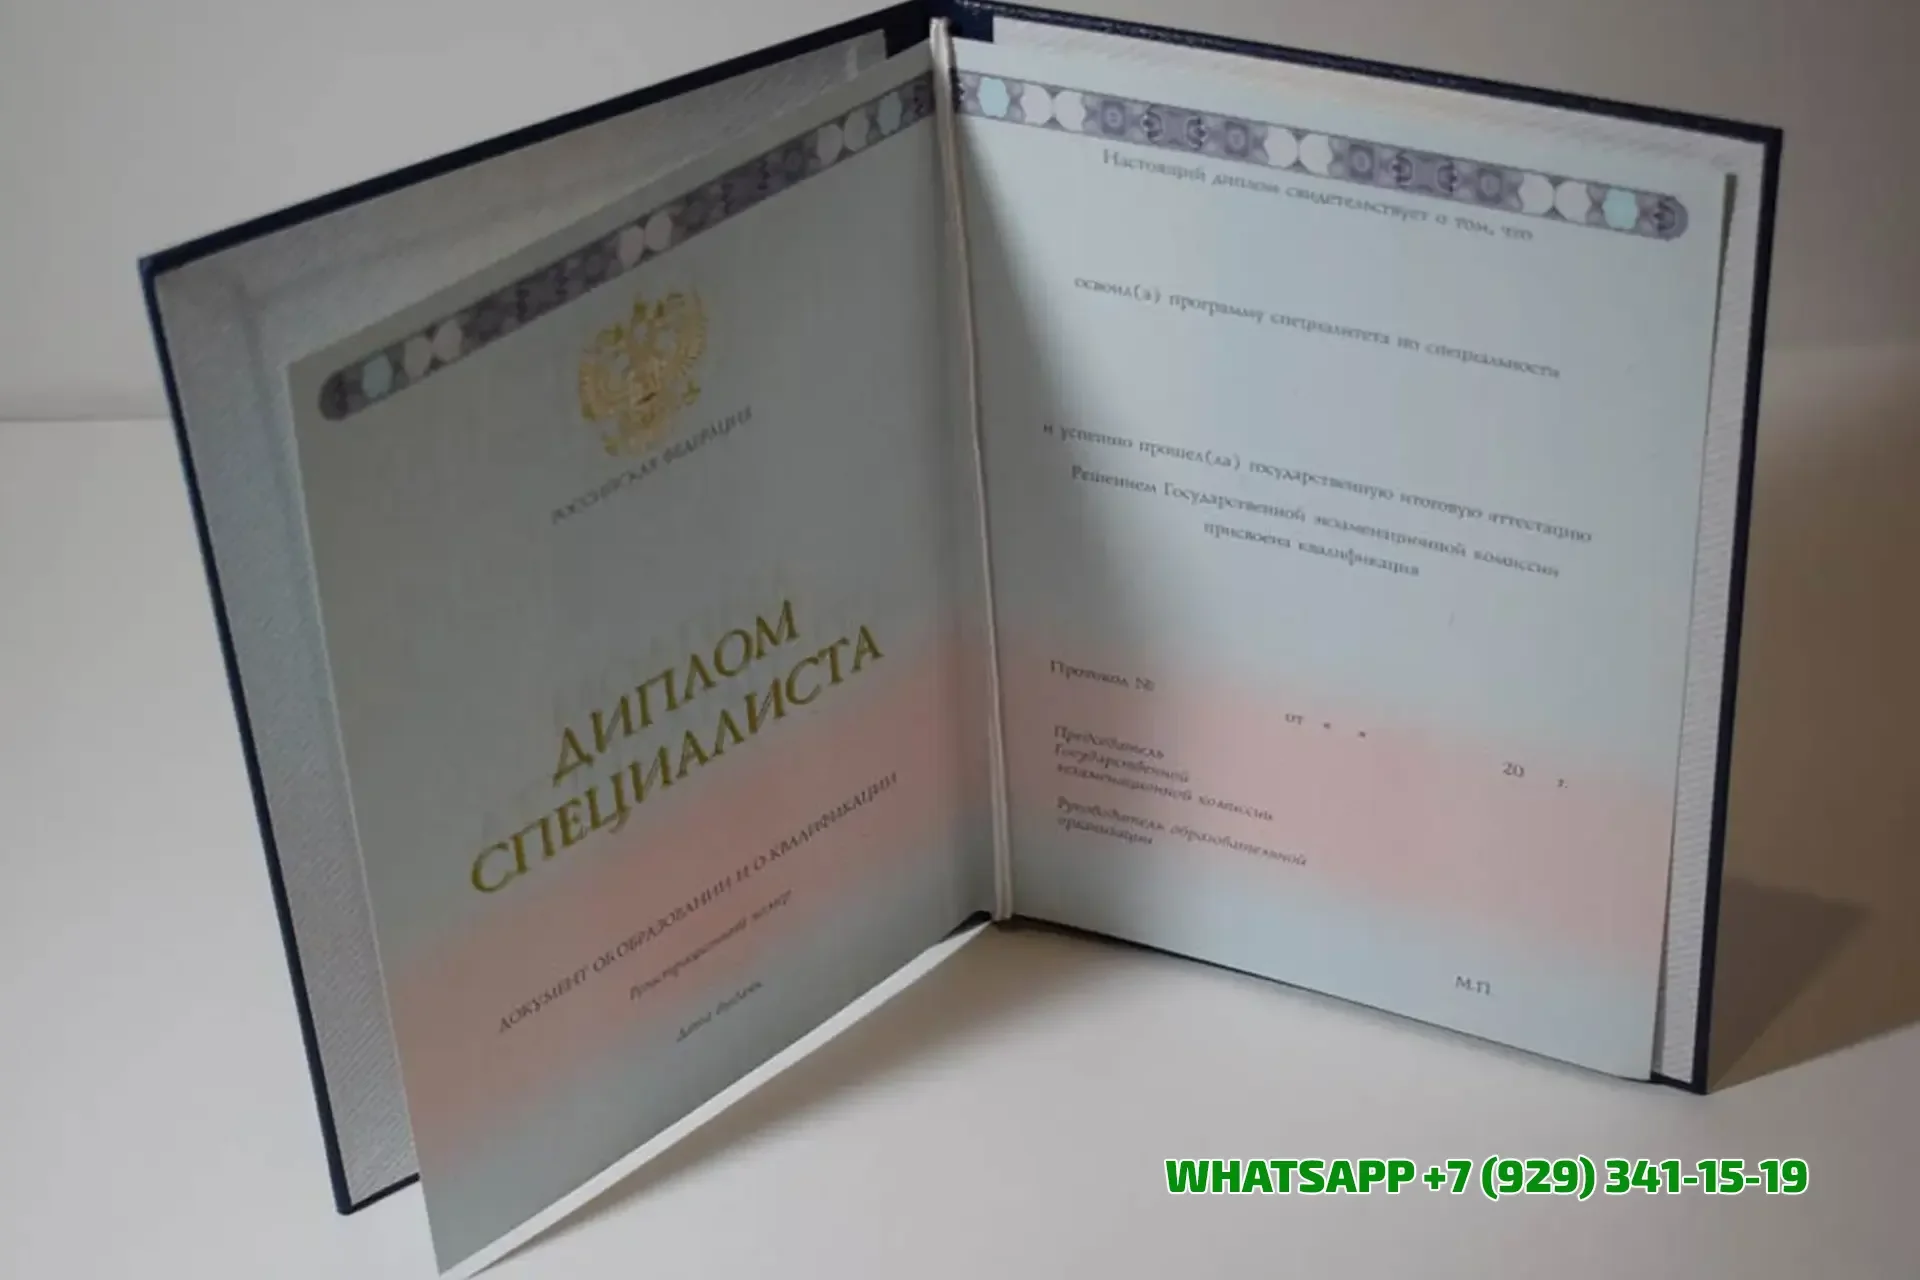 РОССИЙСКАЯ ФЕДЕРАЦИЯ
ДИПЛОМ
СПЕЦИАЛИСТА
ДОКУМЕНТ ОБ ОБРАЗОВАНИИ И О КВАЛИФИКАЦИИ
Регистрационный номер
Дата выдачи
Настоящий диплом свидетельствует о том, что
освоил(а) программу специалитета по специальности
и успешно прошел(ла) государственную итоговую аттестацию
Решением Государственной экзаменационной комиссии
присвоена квалификация
Протокол №
от « »
20 г.
Председатель
Государственной
экзаменационной комиссии
Руководитель образовательной
организации
М.П.
WHATSAPP +7 (929) 341-15-19